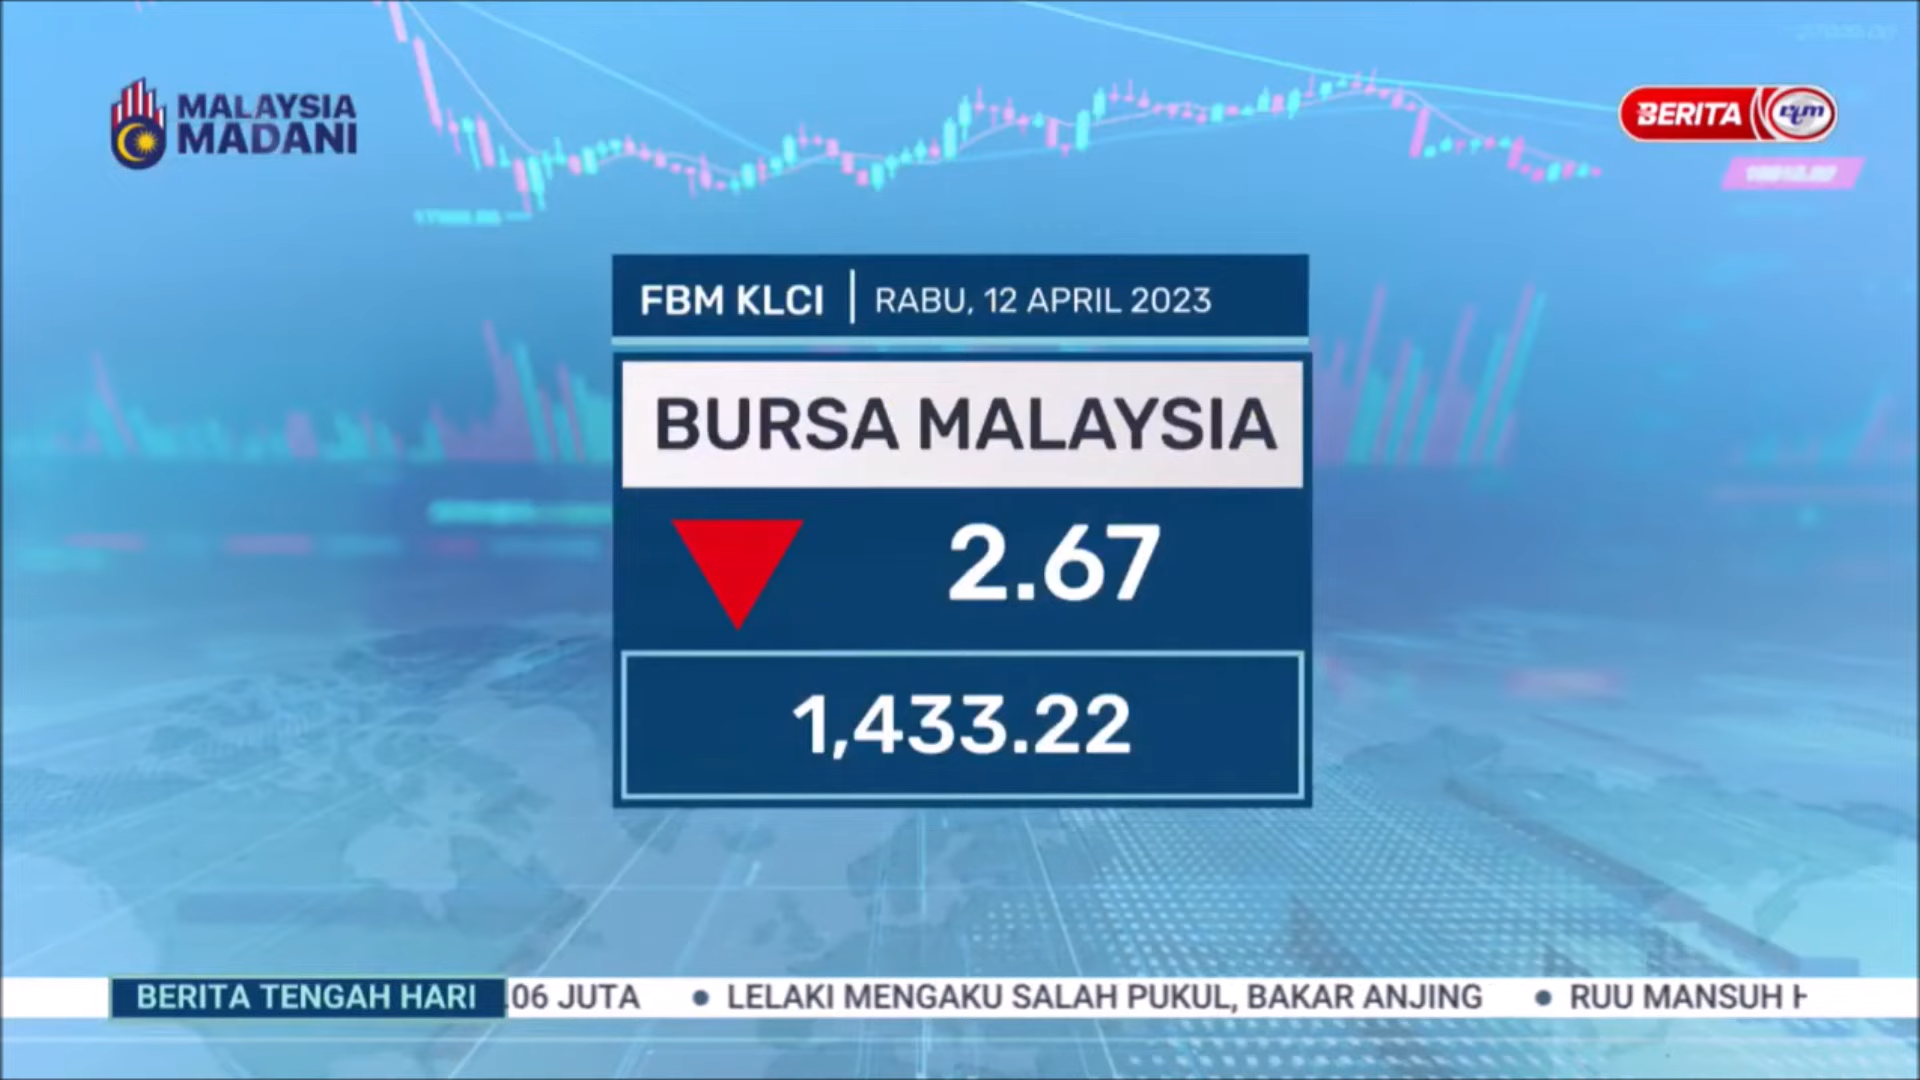 MALAYSIA
MADANI
BERITA rtm
FBM KLCI | RABU, 12 APRIL 2023
BURSA MALAYSIA
2.67
1,433.22
BERITA TENGAH HARI .06 JUTA • LELAKI MENGAKU SALAH PUKUL, BAKAR ANJING • RUU MANSUH